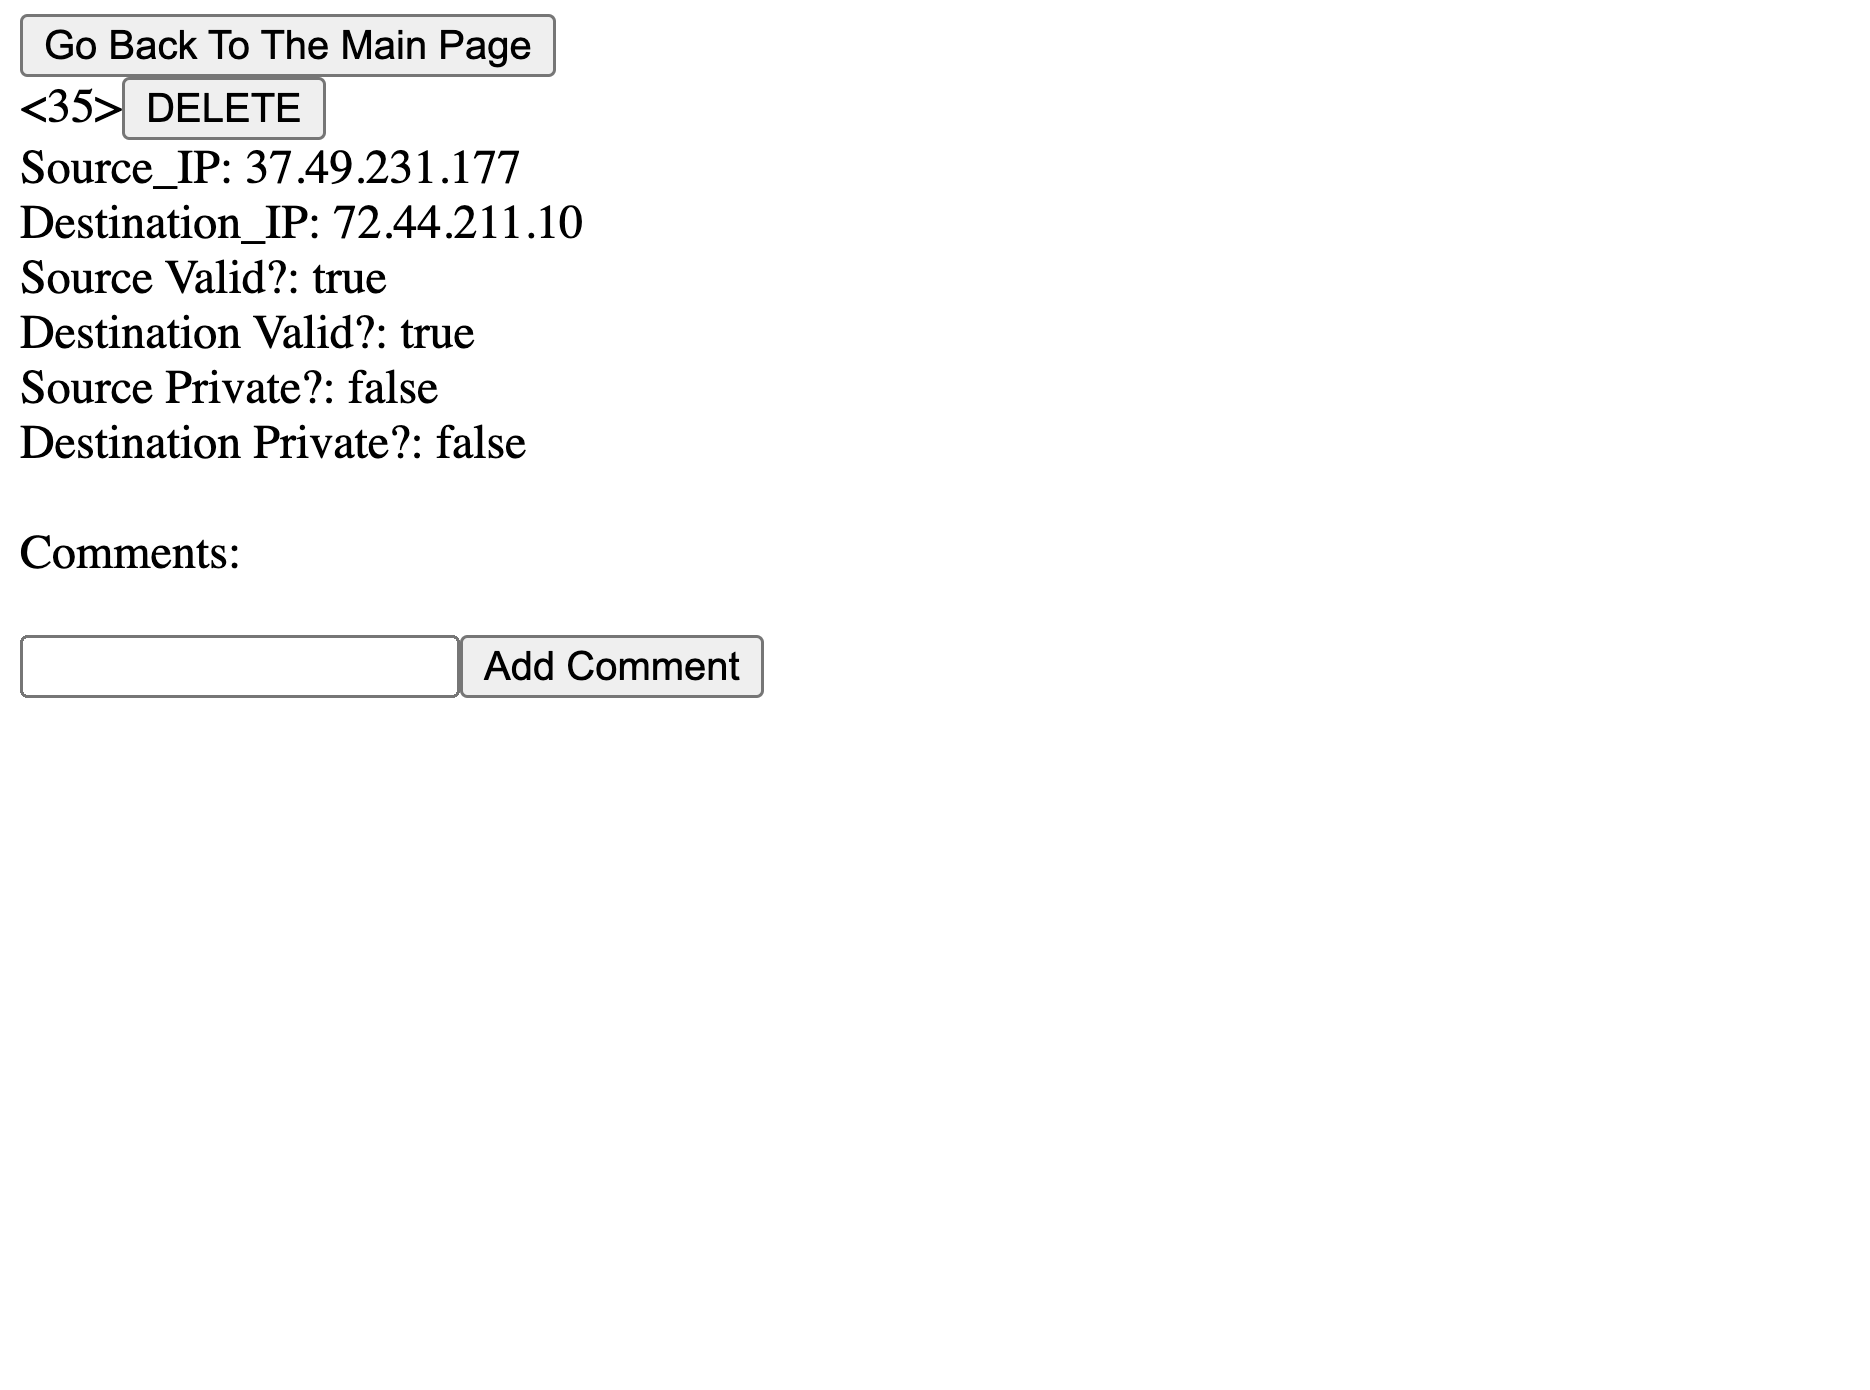 Go Back To The Main Page
<35>DELETE
Source_IP: 37.49.231.177
Destination_IP: 72.44.211.10
Source Valid?: true
Destination Valid?: true
Source Private?: false
Destination Private?: false
Comments:
Add Comment